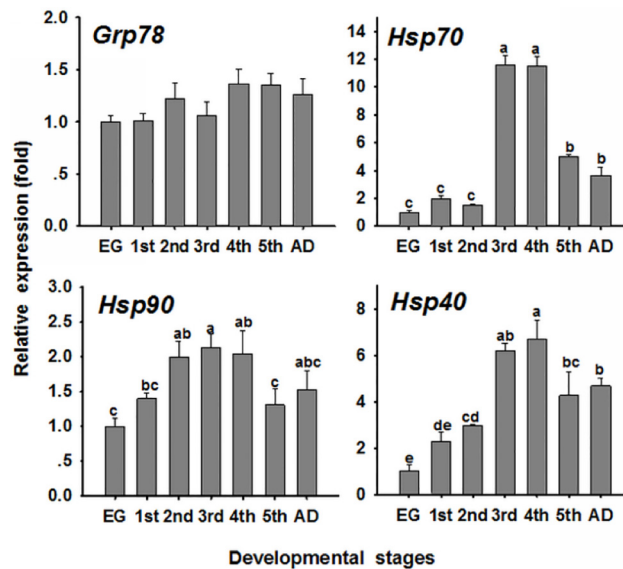 Relative expression (fold)
Grp78
2.0
1.5
1.0
.5
0.0
EG 1st 2nd 3rd 4th 5th AD
Hsp70
14
12
10
8
6
4
2
0
c c c a a b b
EG 1st 2nd 3rd 4th 5th AD
Hsp90
3.0
2.5
2.0
1.5
1.0
.5
0.0
c bc ab a ab c abc
EG 1st 2nd 3rd 4th 5th AD
Hsp40
8
6
4
2
0
e de cd ab a bc b
EG 1st 2nd 3rd 4th 5th AD
Developmental stages